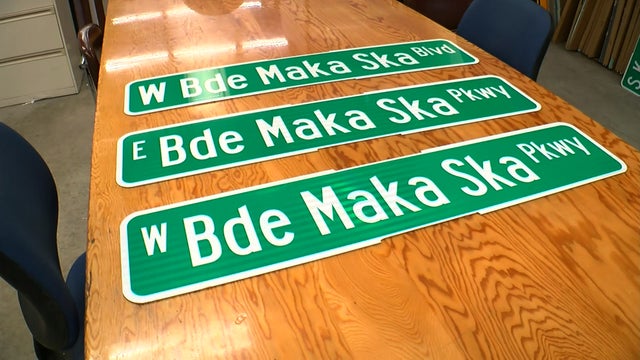 W Bde Maka Ska Blvd
E Bde Maka Ska Pkwy
W Bde Maka Ska Pkwy